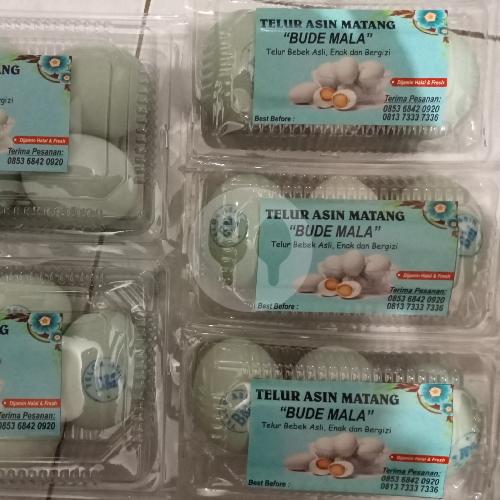 TELUR ASIN MATANG
"BUDE MALA"
Telur Bebek Asli, Enak dan Bergizi
Dijamin Halal & Fresh
Terima Pesanan:
0853 6842 0920
0813 7333 7336
Best Before :
TELUR ASIN MATANG
"BUDE MALA"
Telur Bebek Asli, Enak dan Bergizi
Dijamin Halal & Fresh
Terima Pesanan:
0853 6842 0920
0813 7333 7336
Best Before :
TELUR ASIN MATANG
"BUDE MALA"
Telur Bebek Asli, Enak dan Bergizi
Dijamin Halal & Fresh
Terima Pesanan:
0853 6842 0920
0813 7333 7336
Best Before :
NG
gizi
Dijamin Halal & Fresh
Terima Pesanan:
0853 6842 0920
NG
Dijamin Halal & Fresh
Terima Pesanan:
0853 6842 0920